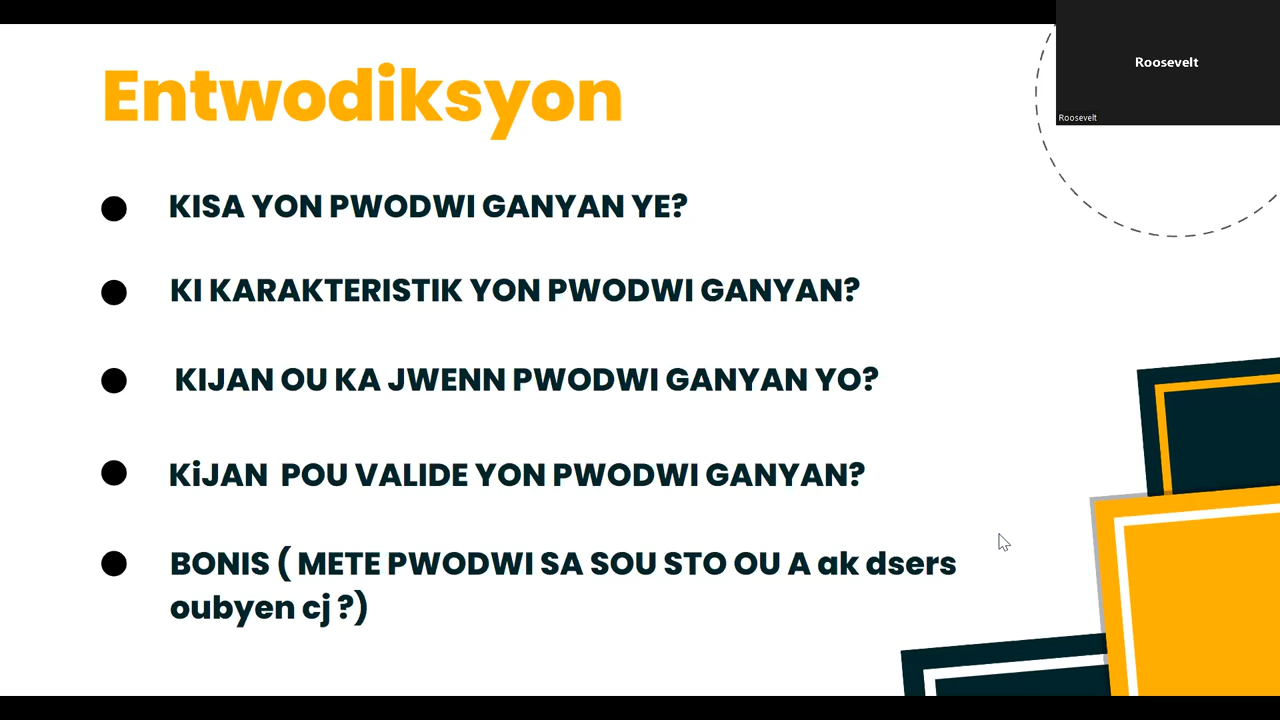 Roosevelt
Roosevelt
Entwodiksyon
KISA YON PWODWI GANYAN YE?
KI KARAKTERISTIK YON PWODWI GANYAN?
KIJAN OU KA JWENN PWODWI GANYAN YO?
KiJAN POU VALIDE YON PWODWI GANYAN?
BONIS ( METE PWODWI SA SOU STO OU A ak dsers
oubyen cj ?)